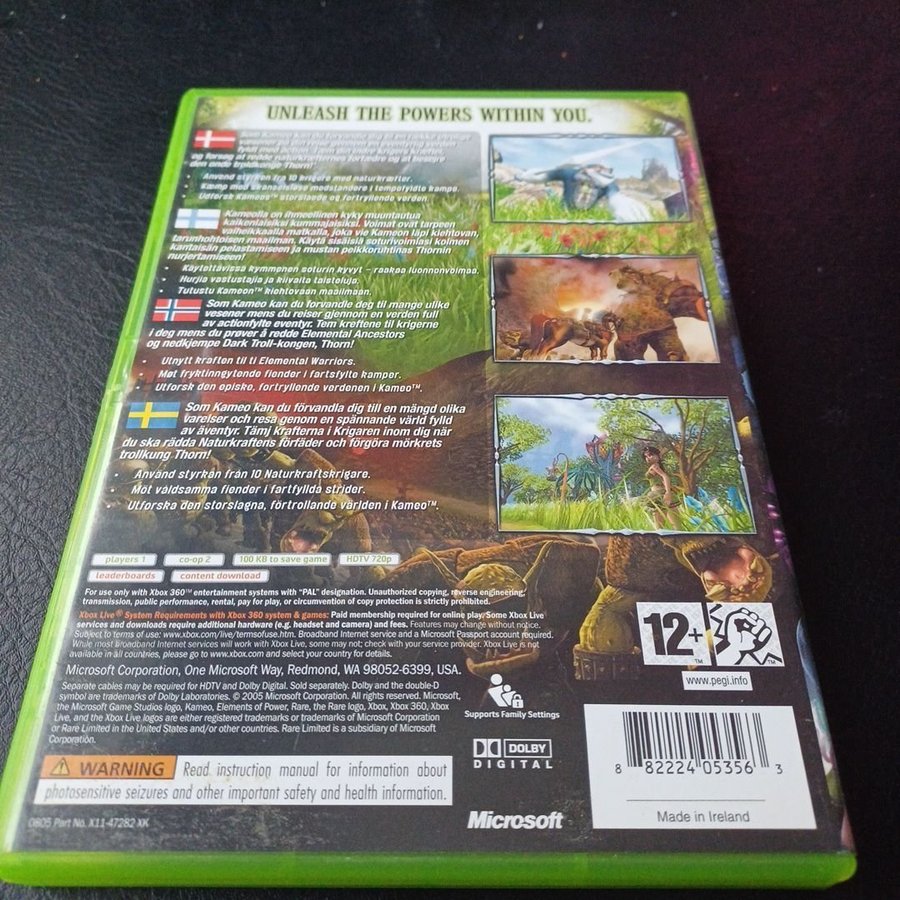 UNLEASH THE POWERS WITHIN YOU.
Som Kameo kan du forvandle dig til en række utrolige
væsener på din rejse gennem en eventyrlig verden
fyldt med action. Tæm det indre krigers kræfter,
og forsøg at redde naturkræfternes forfædre og at besejre
den onde troldkonge Thorn!
• Anvend styrken fra 10 krigere med naturkræfter.
• Kæmp mod skånselsløse modstandere i tempofyldte kampe.
• Udforsk Kameos™ storslåede og fortryllende verden.
Kameolla on ihmeellinen kyky muuntautua
kaikenlaisiksi kummajaisiksi. Voimat ovat tarpeen
vaiheikkaalla matkalla, joka vie Kameon läpi kiehtovan,
tarunhohtoisen maailman. Käytä sisäisiä soturivoimiasi kolmen
kantaisän pelastamiseen ja mustan peikkoruhtinas Thornin
nurjertamiseen!
• Käytettävissä kymmenen soturin kyvyt – raakaa luonnonvoimaa.
• Hurjia vastustajia ja kiivaita taisteluja.
• Tutustu Kameon™ kiehtovaan maailmaan.
Som Kameo kan du forvandle deg til mange ulike
vesener mens du reiser gjennom en verden full
av actionfylte eventyr. Tem kreftene til krigerne
i deg mens du prøver å redde Elemental Ancestors
og nedkjempe Dark Troll-kongen, Thorn!
• Utnytt kraften til ti Elemental Warriors.
• Møt fryktinngytende fiender i fartsfylte kamper.
• Utforsk den episke, fortryllende verdenen i Kameo™.
Som Kameo kan du förvandla dig till en mängd olika
varelser och resa genom en spännande värld fylld
av äventyr. Tämj krafterna i Krigaren inom dig när
du ska rädda Naturkraftens förfäder och förgöra mörkrets
trollkung Thorn!
• Använd styrkan från 10 Naturkraftskrigare.
• Möt våldsamma fiender i fartfyllda strider.
• Utforska den storslagna, förtrollande världen i Kameo™.
players 1 co-op 2 100 KB to save game HDTV 720p
leaderboards content download
For use only with Xbox 360™ entertainment systems with "PAL" designation. Unauthorized copying, reverse engineering,
transmission, public performance, rental, pay for play, or circumvention of copy protection is strictly prohibited.
Xbox Live® System Requirements with Xbox 360 system & games: Paid membership required for online play. Some Xbox Live
services and downloads require additional hardware (e.g. headset and camera) and fees. Features may change without notice.
Subject to terms of use: www.xbox.com/live/termsofuse.htm. Broadband Internet service and a Microsoft Passport account required.
While most broadband Internet services will work with Xbox Live, some may not; check with your service provider. Xbox Live is not
available in all countries, please go to www.xbox.com and select your country for details.
Microsoft Corporation, One Microsoft Way, Redmond, WA 98052-6399, USA.
Separate cables may be required for HDTV and Dolby Digital. Sold separately. Dolby and the double-D
symbol are trademarks of Dolby Laboratories. © 2005 Microsoft Corporation. All rights reserved. Microsoft,
the Microsoft Game Studios logo, Kameo, Elements of Power, Rare, the Rare logo, Xbox, Xbox 360, Xbox
Live, and the Xbox Live logos are either registered trademarks or trademarks of Microsoft Corporation
or Rare Limited in the United States and/or other countries. Rare Limited is a subsidiary of Microsoft
Corporation.
WARNING Read instruction manual for information about
photosensitive seizures and other important safety and health information.
0805 Part No. X11-47282-XK
Supports Family Settings
DOLBY
DIGITAL
Microsoft
12+™
™
www.pegi.info
8 82224 05356 3
Made in Ireland